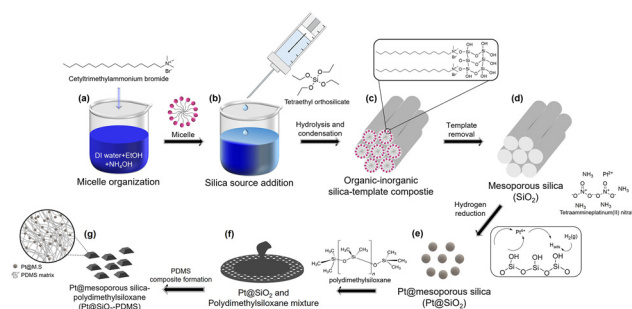 Cetyltrimethylammonium bromide
Br⁻
(a)
DI water+EtOH
+NH₄OH
Micelle organization
Micelle
(b)
Tetraethyl orthosilicate
Silica source addition
Hydrolysis and
condensation
(c)
Organic-inorganic
silica-template compostie
Template
removal
(d)
Mesoporous silica
(SiO₂)
Tetraamineplatinum(II) nitra
Hydrogen
reduction
Pt²⁺
H₂(g)
(e)
Pt@mesoporous silica
(Pt@SiO₂)
polydimethylsiloxane
(f)
Pt@SiO₂ and
Polydimethylsiloxane mixture
PDMS
composite formation
(g)
Pt@mesoporous silica-
polydimethylsiloxane
(Pt@SiO₂-PDMS)
Pt@M.S
PDMS matrix